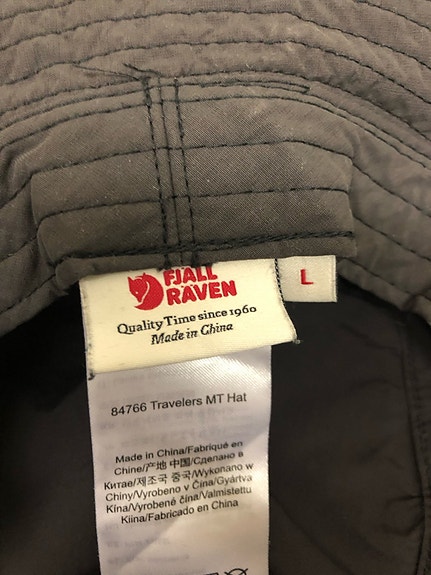 FJALL
RAVEN
Quality Time since 1960
Made in China
L
84766 Travelers MT Hat
Made in China/Fabriqué en
Chine/产地 中国/Сделано в
Китае/제조국 중국/Wykonano w
Chiny/Vyrobeno v Čína/Gyártva
Kína/Vyrobené čína/Valmistettu
Kiina/Fabricado en China